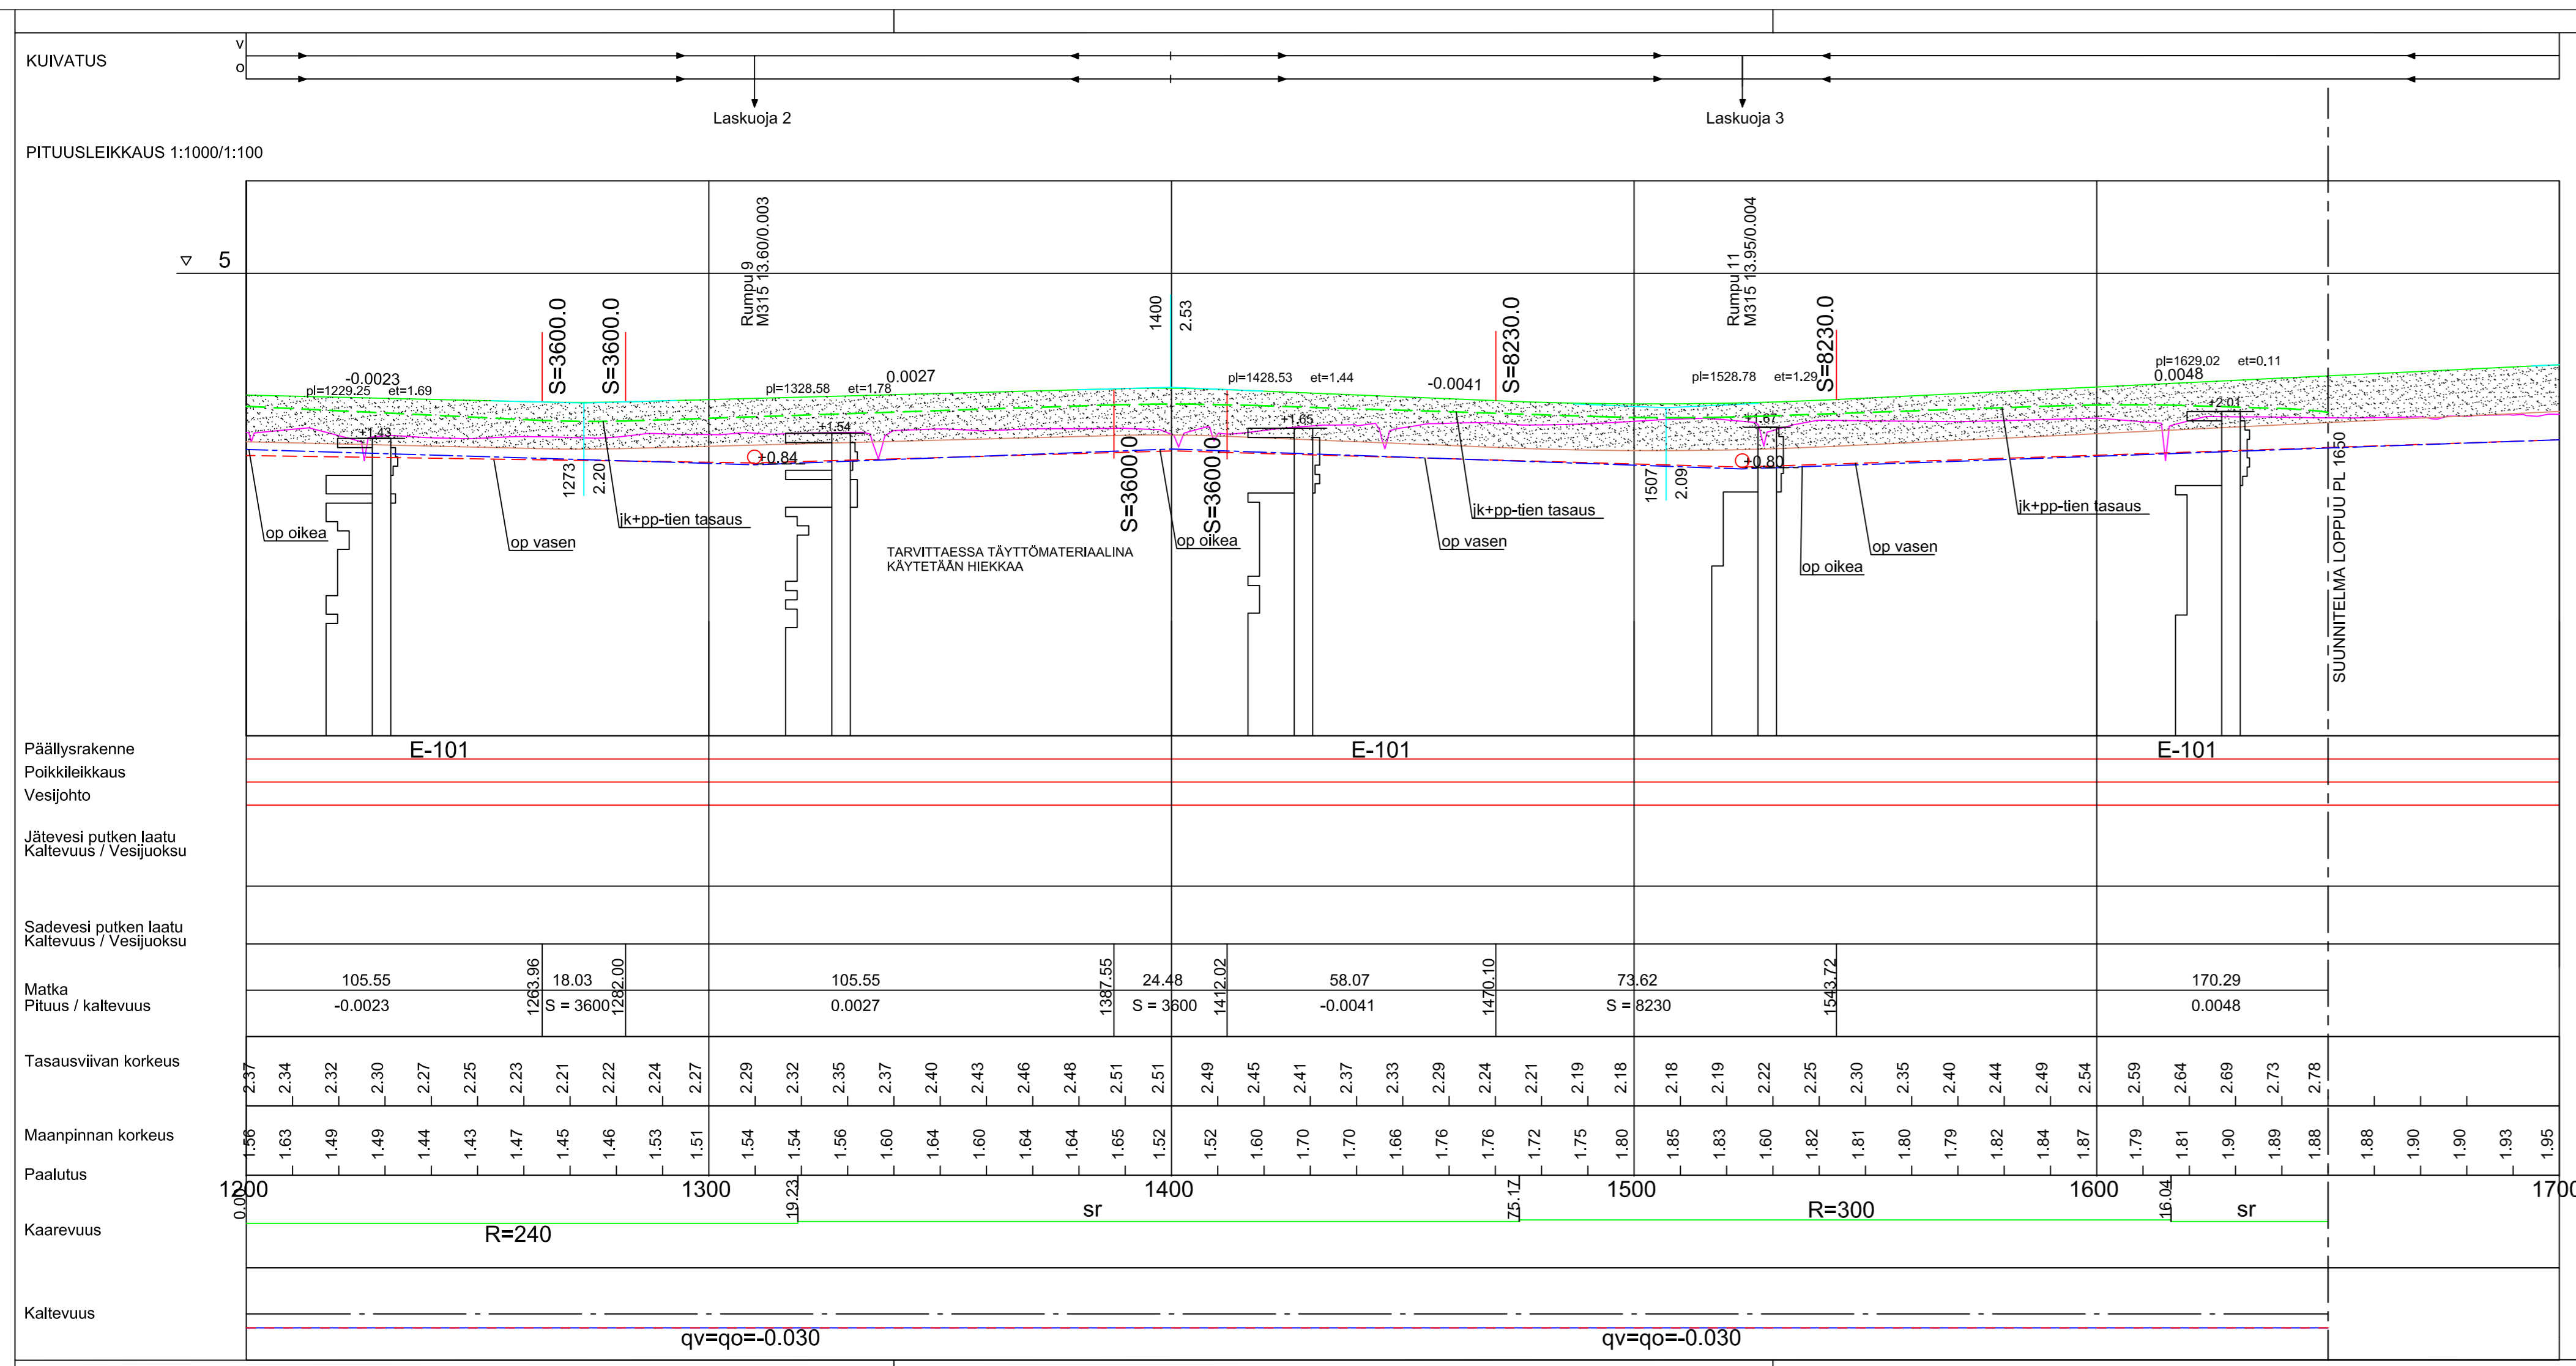 KUIVATUS
v
o
Laskuoja 2
Laskuoja 3
PITUUSLEIKKAUS 1:1000/1:100
5
Rumpu 9
M315 13.60/0.003
Rumpu 11
M315 13.95/0.004
1400
2.53
S=3600.0
S=3600.0
S=8230.0
S=8230.0
-0.0023
pl=1229.25 et=1.69
pl=1328.58 et=1.78
0.0027
pl=1428.53 et=1.44
-0.0041
pl=1528.78 et=1.29
pl=1629.02 et=0.11
0.0048
+1.43
+1.54
+1.65
+1.67
+2.01
+0.84
+0.80
1273
2.20
S=3600.0
S=3600.0
1507
2.09
op oikea
op vasen
jk+pp-tien tasaus
op oikea
op vasen
jk+pp-tien tasaus
op oikea
op vasen
jk+pp-tien tasaus
TARVITTAESSA TÄYTTÖMATERIAALINA
KÄYTETÄÄN HIEKKAA
SUUNNITELMA LOPPUU PL 1650
Päällysrakenne
E-101 E-101 E-101
Poikkileikkaus
Vesijohto
Jätevesi putken laatu
Kaltevuus / Vesijuoksu
Sadevesi putken laatu
Kaltevuus / Vesijuoksu
Matka
Pituus / kaltevuus
105.55 1263.96 18.03 1282.00 105.55 1387.55 24.48 1412.02 58.07 1470.10 73.62 1543.72 170.29
-0.0023 S = 3600 0.0027 S = 3600 -0.0041 S = 8230 0.0048
Tasausviivan korkeus
2.37 2.34 2.32 2.30 2.27 2.25 2.23 2.21 2.22 2.24 2.27 2.29 2.32 2.35 2.37 2.40 2.43 2.46 2.48 2.51 2.51 2.49 2.45 2.41 2.37 2.33 2.29 2.24 2.21 2.19 2.18 2.18 2.19 2.22 2.25 2.30 2.35 2.40 2.44 2.49 2.54 2.59 2.64 2.69 2.73 2.78
Maanpinnan korkeus
1.56 1.63 1.49 1.49 1.44 1.43 1.47 1.45 1.46 1.53 1.51 1.54 1.54 1.56 1.60 1.64 1.60 1.64 1.64 1.65 1.52 1.52 1.60 1.70 1.70 1.66 1.76 1.76 1.72 1.75 1.80 1.85 1.83 1.60 1.82 1.81 1.80 1.79 1.82 1.84 1.87 1.79 1.81 1.90 1.89 1.88 1.88 1.90 1.90 1.93 1.95
Paalutus
1200 1300 1400 1500 1600 1700
Kaarevuus
0.00 R=240 19.23 sr 75.17 R=300 16.04 sr
Kaltevuus
qv=qo=-0.030 qv=qo=-0.030